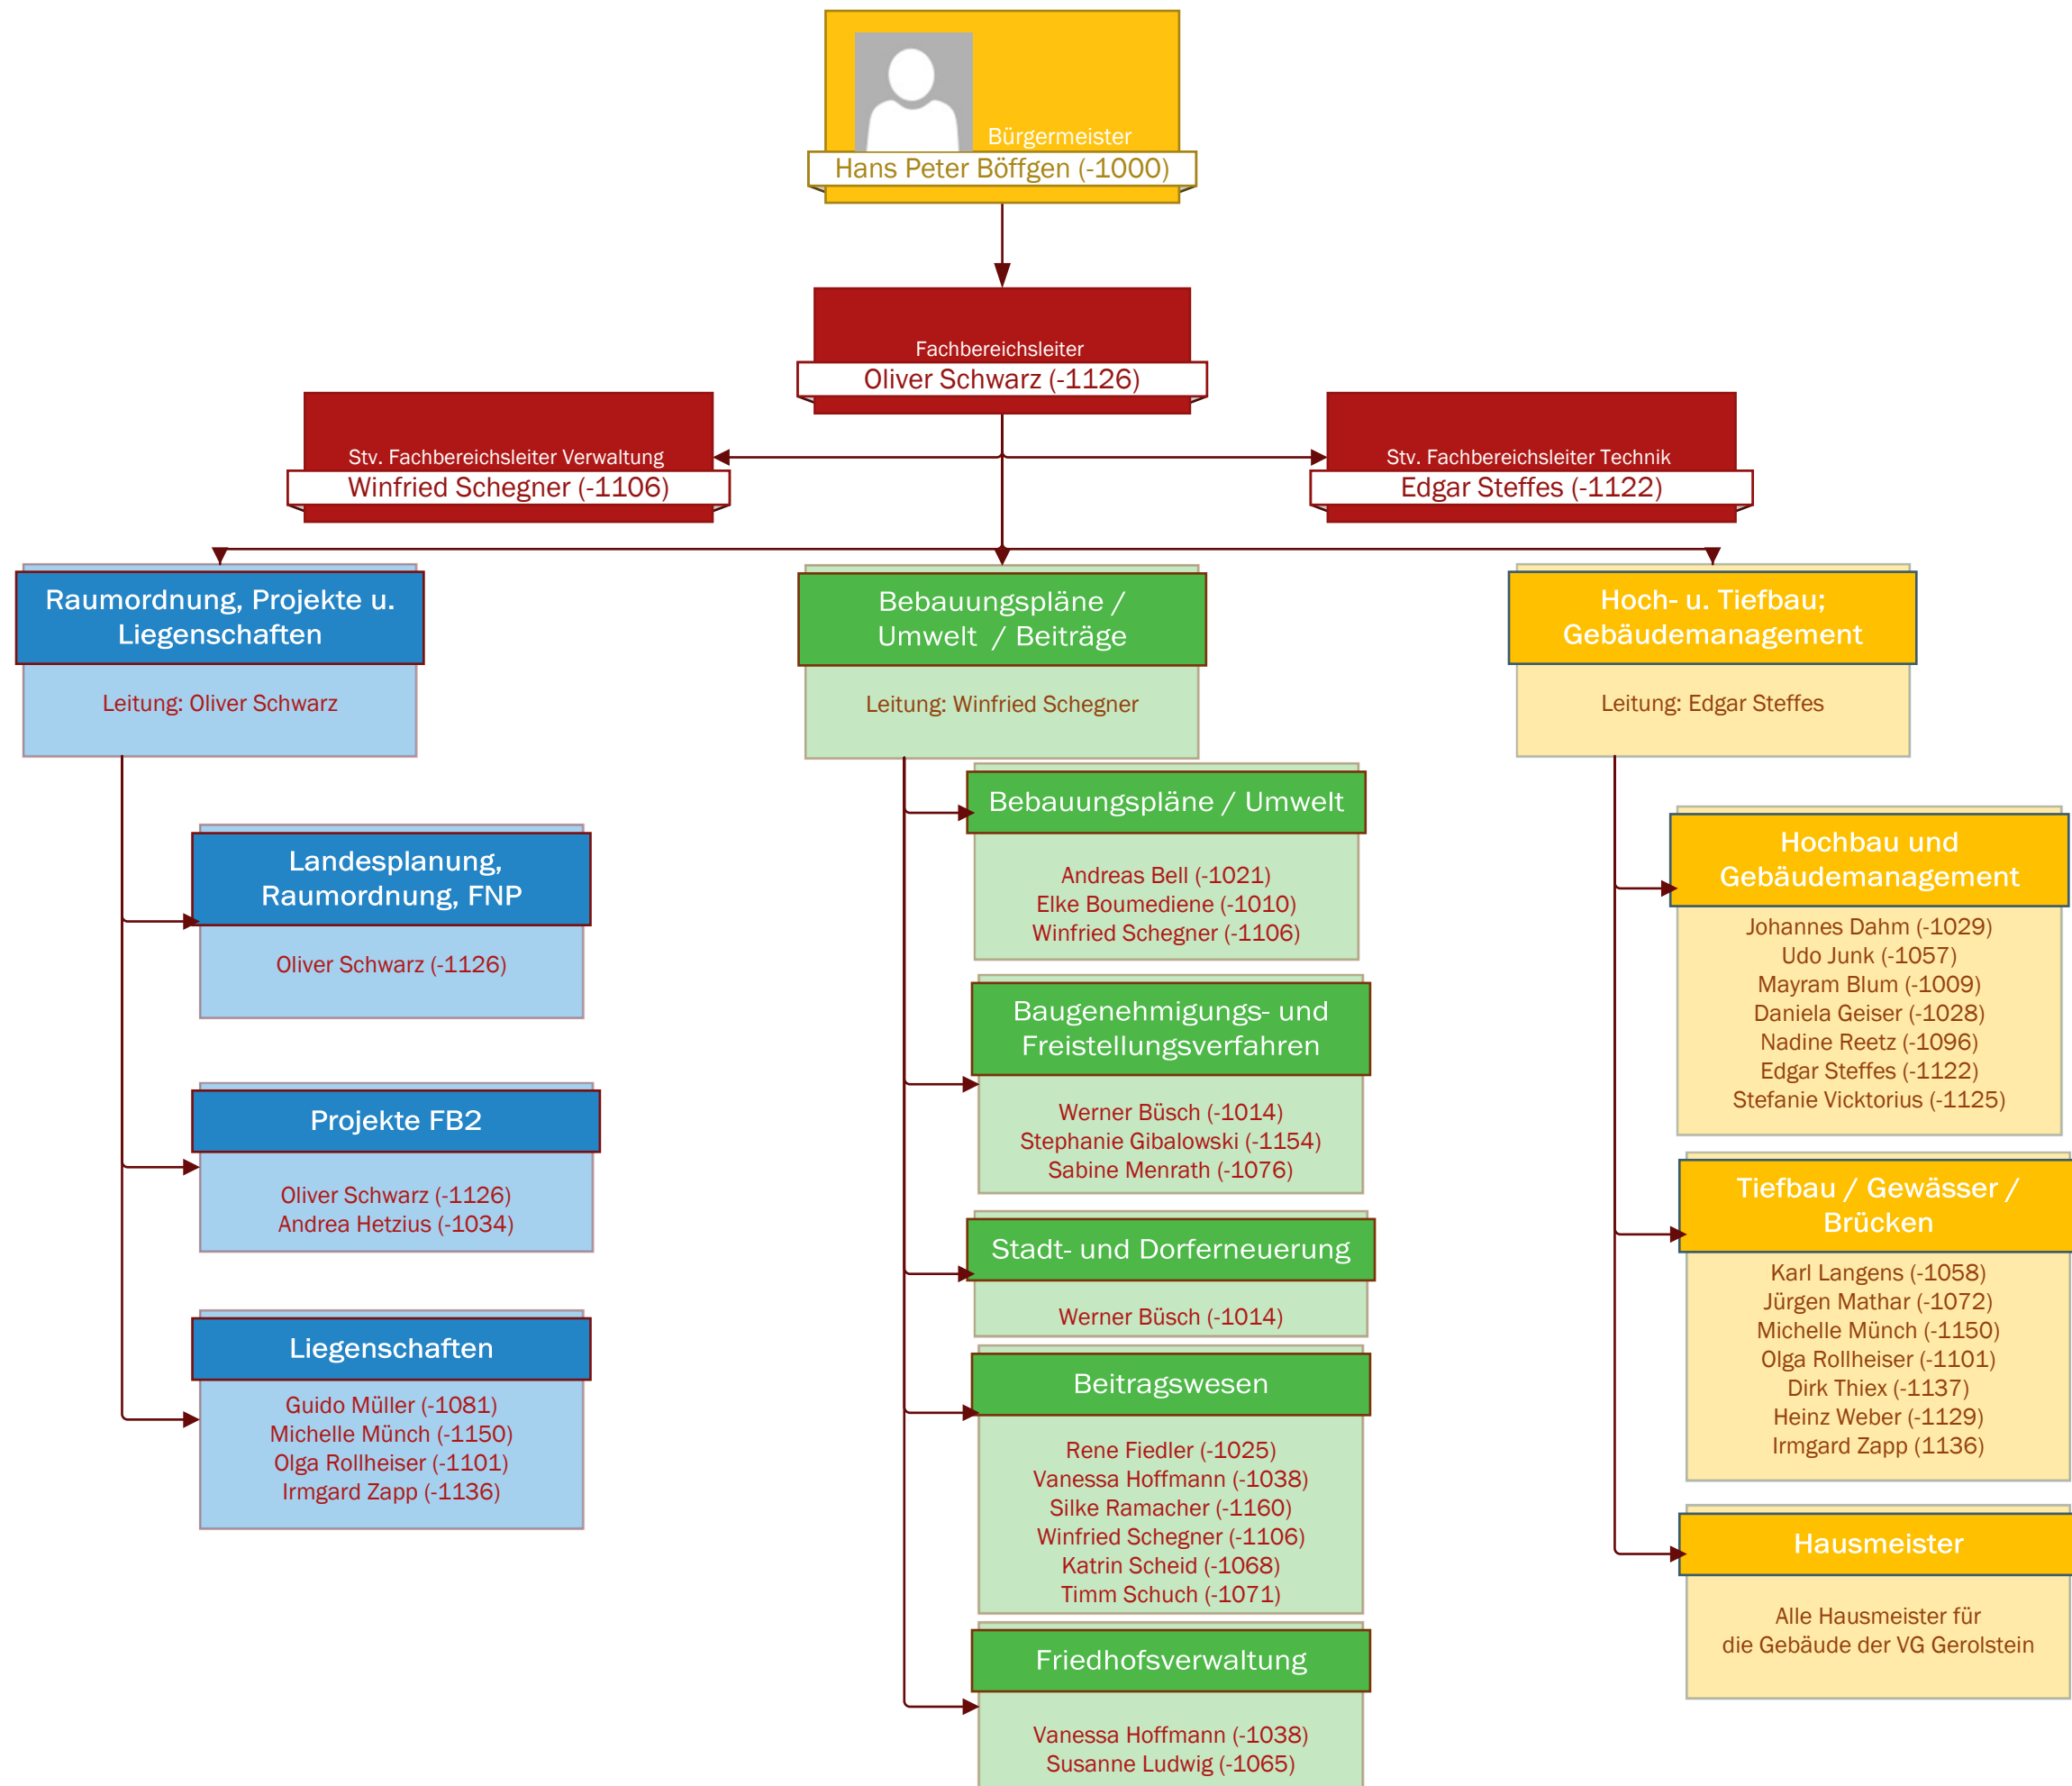 Bürgermeister
Hans Peter Böffgen (-1000)
Fachbereichsleiter
Oliver Schwarz (-1126)
Stv. Fachbereichsleiter Verwaltung
Winfried Schegner (-1106)
Stv. Fachbereichsleiter Technik
Edgar Steffes (-1122)
Raumordnung, Projekte u.
Liegenschaften
Leitung: Oliver Schwarz
Landesplanung,
Raumordnung, FNP
Oliver Schwarz (-1126)
Projekte FB2
Oliver Schwarz (-1126)
Andrea Hetzius (-1034)
Liegenschaften
Guido Müller (-1081)
Michelle Münch (-1150)
Olga Rollheiser (-1101)
Irmgard Zapp (-1136)
Bebauungspläne /
Umwelt / Beiträge
Leitung: Winfried Schegner
Bebauungspläne / Umwelt
Andreas Bell (-1021)
Elke Boumediene (-1010)
Winfried Schegner (-1106)
Baugenehmigungs- und
Freistellungsverfahren
Werner Büsch (-1014)
Stephanie Gibalowski (-1154)
Sabine Menrath (-1076)
Stadt- und Dorferneuerung
Werner Büsch (-1014)
Beitragswesen
Rene Fiedler (-1025)
Vanessa Hoffmann (-1038)
Silke Ramacher (-1160)
Winfried Schegner (-1106)
Katrin Scheid (-1068)
Timm Schuch (-1071)
Friedhofsverwaltung
Vanessa Hoffmann (-1038)
Susanne Ludwig (-1065)
Hoch- u. Tiefbau;
Gebäudemanagement
Leitung: Edgar Steffes
Hochbau und
Gebäudemanagement
Johannes Dahm (-1029)
Udo Junk (-1057)
Mayram Blum (-1009)
Daniela Geiser (-1028)
Nadine Reetz (-1096)
Edgar Steffes (-1122)
Stefanie Vicktorius (-1125)
Tiefbau / Gewässer /
Brücken
Karl Langens (-1058)
Jürgen Mathar (-1072)
Michelle Münch (-1150)
Olga Rollheiser (-1101)
Dirk Thiex (-1137)
Heinz Weber (-1129)
Irmgard Zapp (1136)
Hausmeister
Alle Hausmeister für
die Gebäude der VG Gerolstein